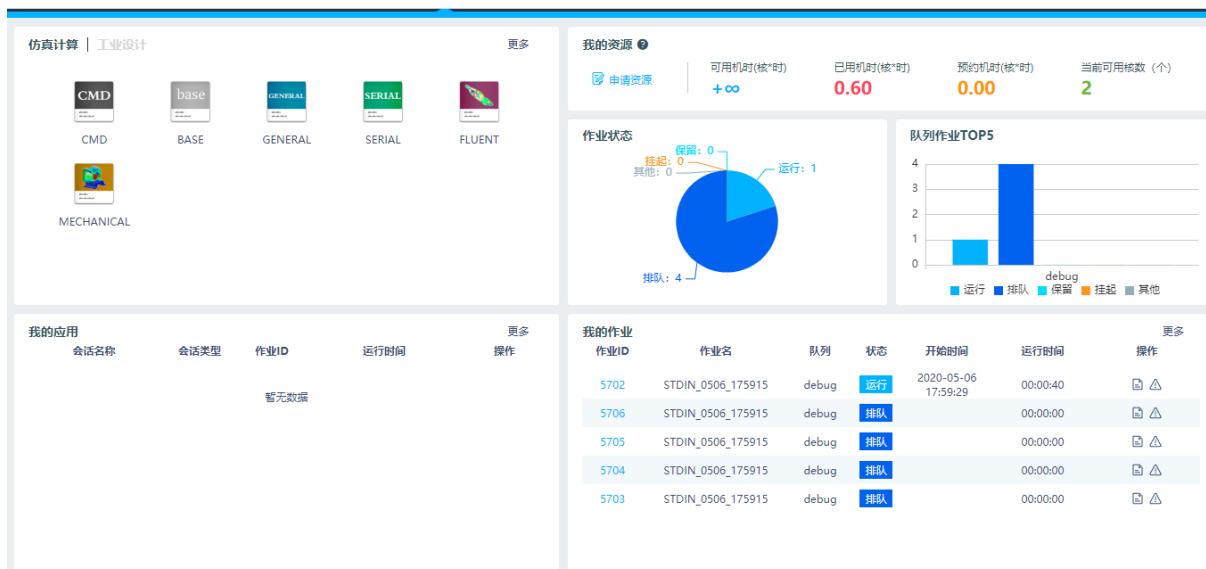 仿真计算 | 工业设计 更多
CMD base GENERAL SERIAL
CMD BASE GENERAL SERIAL FLUENT
MECHANICAL
我的资源
申请资源
可用机时(核*时) 已用机时(核*时) 预约机时(核*时) 当前可用核数（个）
+∞ 0.60 0.00 2
作业状态
保留: 0
挂起: 0
其他: 0
运行: 1
排队: 4
队列作业TOP5
4
3
2
1
0
debug
运行 排队 保留 挂起 其他
我的应用 更多
会话名称 会话类型 作业ID 运行时间 操作
暂无数据
我的作业 更多
作业ID 作业名 队列 状态 开始时间 运行时间 操作
5702 STDIN_0506_175915 debug 运行 2020-05-06 17:59:29 00:00:40
5706 STDIN_0506_175915 debug 排队 00:00:00
5705 STDIN_0506_175915 debug 排队 00:00:00
5704 STDIN_0506_175915 debug 排队 00:00:00
5703 STDIN_0506_175915 debug 排队 00:00:00